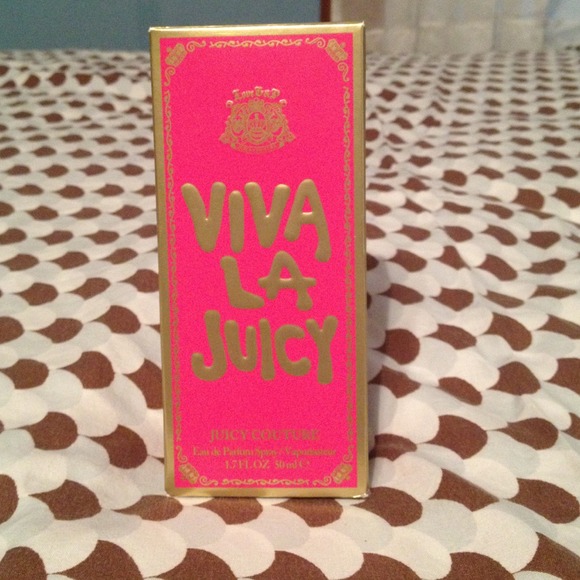 VIVA
LA
JUICY
JUICY COUTURE
Eau de Parfum Spray - Vaporisateur
1.7 FL OZ 50 ml e